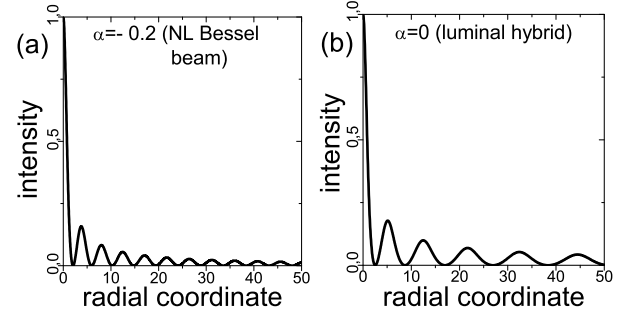 (a)
α=- 0.2 (NL Bessel
beam)
intensity
1,0
0,5
0,0
0 10 20 30 40 50
radial coordinate
(b)
α=0 (luminal hybrid)
intensity
1,0
0,5
0,0
0 10 20 30 40 50
radial coordinate